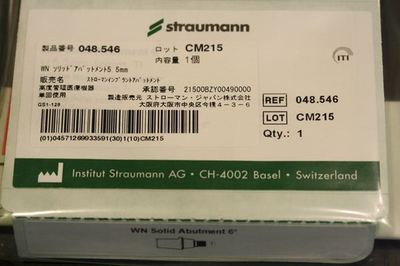 straumann
製品番号 048.546 ロット CM215
内容量 1個
WN ソリッドアバットメント5.5mm
販売名 ストローマンインプラントアバットメント
高度管理医療機器 承認番号 21500BZY00490000
単回使用 製造販売元 ストローマン・ジャパン株式会社
大阪府大阪市中央区今橋4-3-6
GS1-128
(01)04571269933591(30)1(10)CM215
ITI
REF 048.546
LOT CM215
Qty.: 1
Institut Straumann AG • CH-4002 Basel • Switzerland
WN Solid Abutment 6°